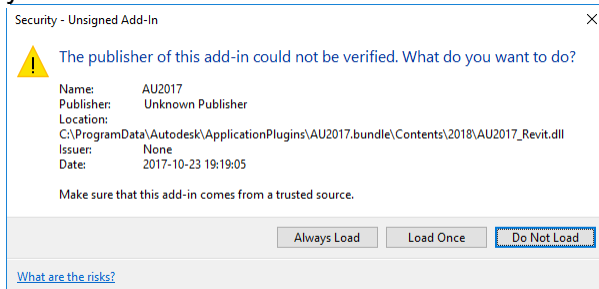 Security - Unsigned Add-In
The publisher of this add-in could not be verified. What do you want to do?
Name: AU2017
Publisher: Unknown Publisher
Location:
C:\ProgramData\Autodesk\ApplicationPlugins\AU2017.bundle\Contents\2018\AU2017_Revit.dll
Issuer: None
Date: 2017-10-23 19:19:05
Make sure that this add-in comes from a trusted source.
Always Load Load Once Do Not Load
What are the risks?